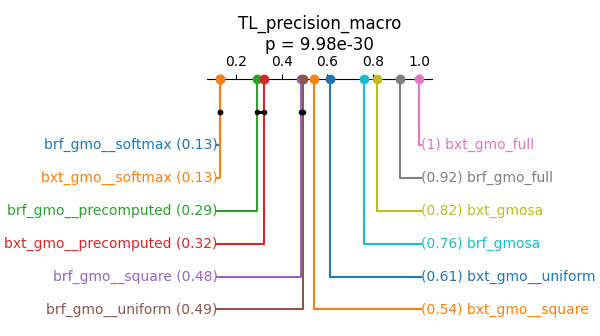 TL_precision_macro
p = 9.98e-30
0.2 0.4 0.6 0.8 1.0
brf_gmo__softmax (0.13)
bxt_gmo__softmax (0.13)
brf_gmo__precomputed (0.29)
bxt_gmo__precomputed (0.32)
brf_gmo__square (0.48)
brf_gmo__uniform (0.49)
(1) bxt_gmo_full
(0.92) brf_gmo_full
(0.82) bxt_gmosa
(0.76) brf_gmosa
(0.61) bxt_gmo__uniform
(0.54) bxt_gmo__square